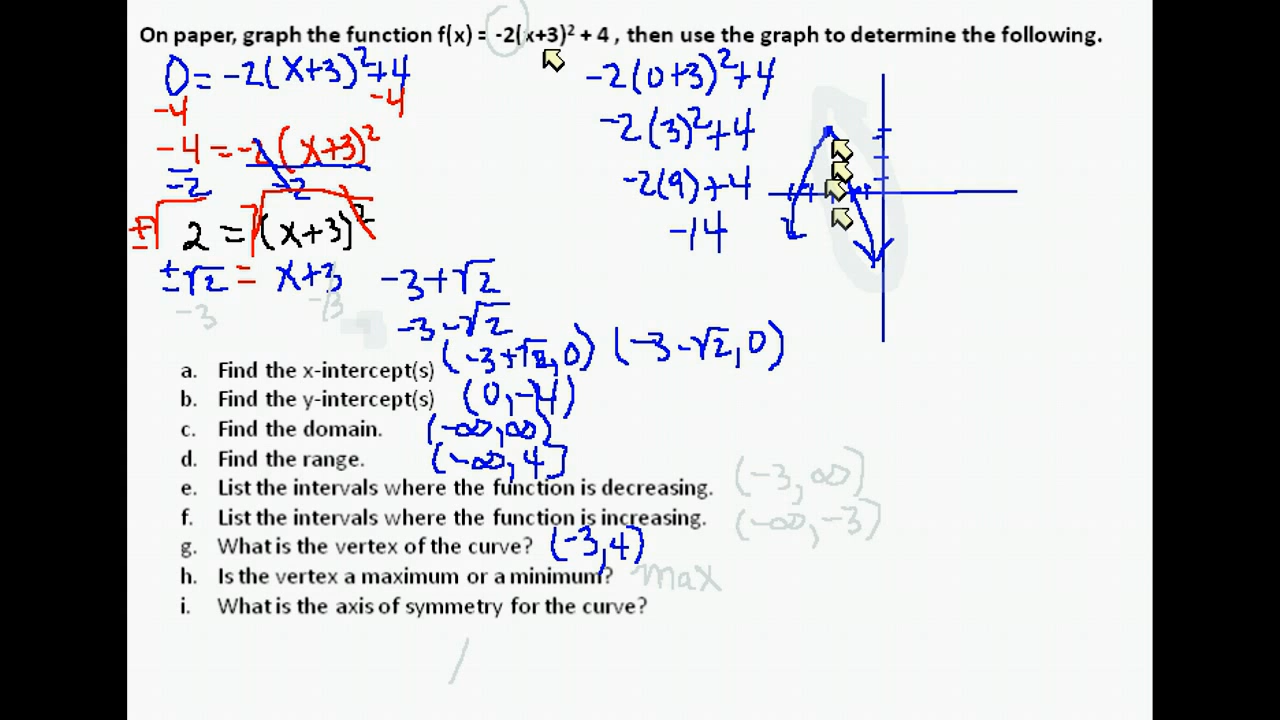 On paper, graph the function f(x) = -2(x+3)² + 4 , then use the graph to determine the following.
0 = -2(x+3)²+4
-4 -4
-4 = -2(x+3)²
-2 -2
± 2 = (x+3)²
±√2 = x+3
-3 -3
-3+√2
-3-√2
-2(0+3)²+4
-2(3)²+4
-2(9)+4
-14
a. Find the x-intercept(s) (-3+√2,0) (-3-√2,0)
b. Find the y-intercept(s) (0,-14)
c. Find the domain. (-∞,∞)
d. Find the range. (-∞,4]
e. List the intervals where the function is decreasing. (-3,∞)
f. List the intervals where the function is increasing. (-∞,-3)
g. What is the vertex of the curve? (-3,4)
h. Is the vertex a maximum or a minimum? max
i. What is the axis of symmetry for the curve?